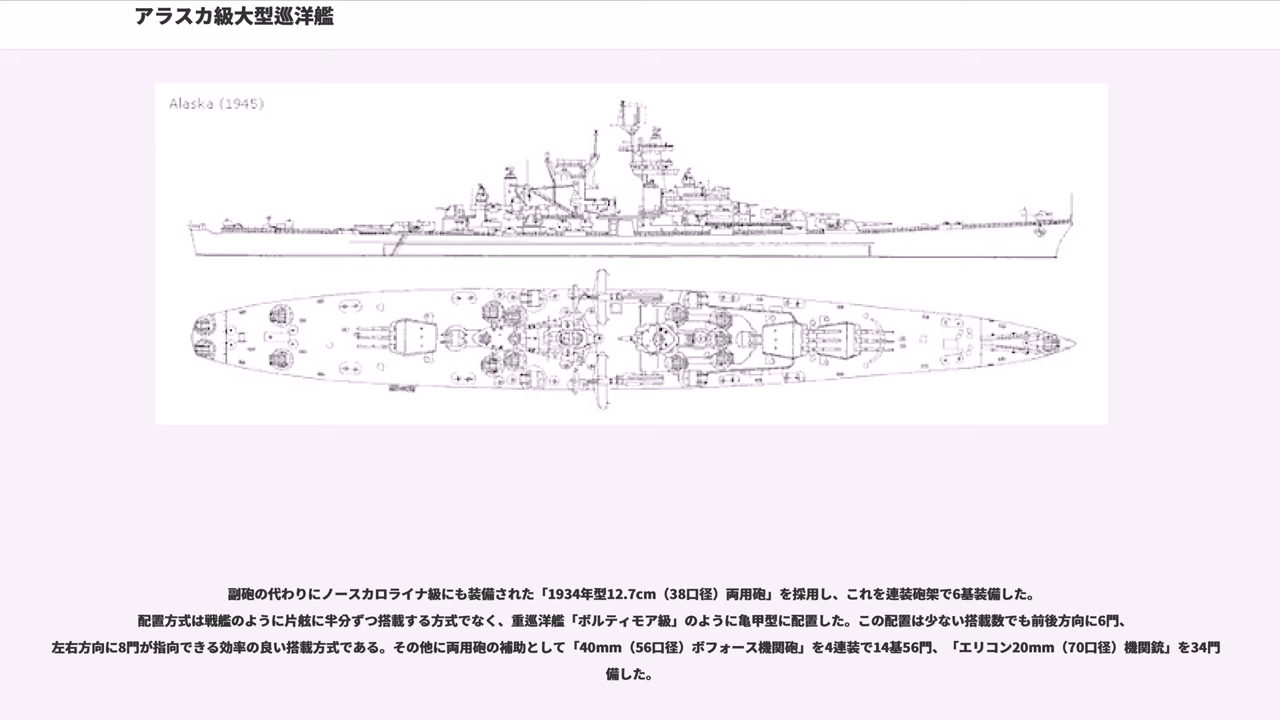 アラスカ級大型巡洋艦
Alaska (1945)
副砲の代わりにノースカロライナ級にも装備された「1934年型12.7cm（38口径）両用砲」を採用し、これを連装砲架で6基装備した。
配置方式は戦艦のように片舷に半分ずつ搭載する方式でなく、重巡洋艦「ボルティモア級」のように亀甲型に配置した。この配置は少ない搭載数でも前後方向に6門、
左右方向に8門が指向できる効率の良い搭載方式である。その他に両用砲の補助として「40mm（56口径）ボフォース機関砲」を4連装で14基56門、「エリコン20mm（70口径）機関銃」を34門
備した。